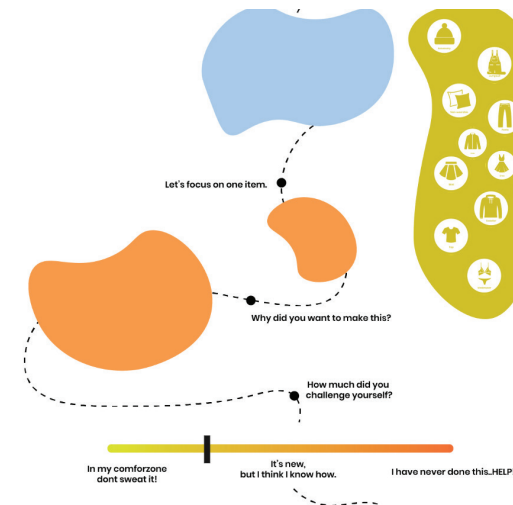 Let's focus on one item.
Why did you want to make this?
How much did you
challenge yourself?
In my comforzone
dont sweat it!
It's new,
but I think I know how.
I have never done this..HELP